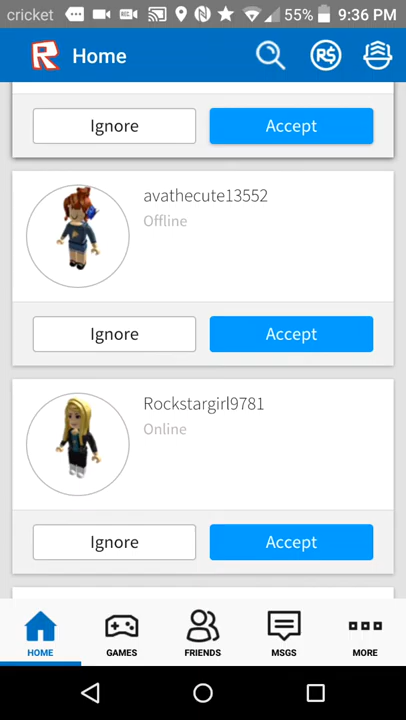 cricket 55% 9:36 PM
Home
Ignore Accept
avathecute13552
Offline
Ignore Accept
Rockstargirl9781
Online
Ignore Accept
HOME GAMES FRIENDS MSGS MORE